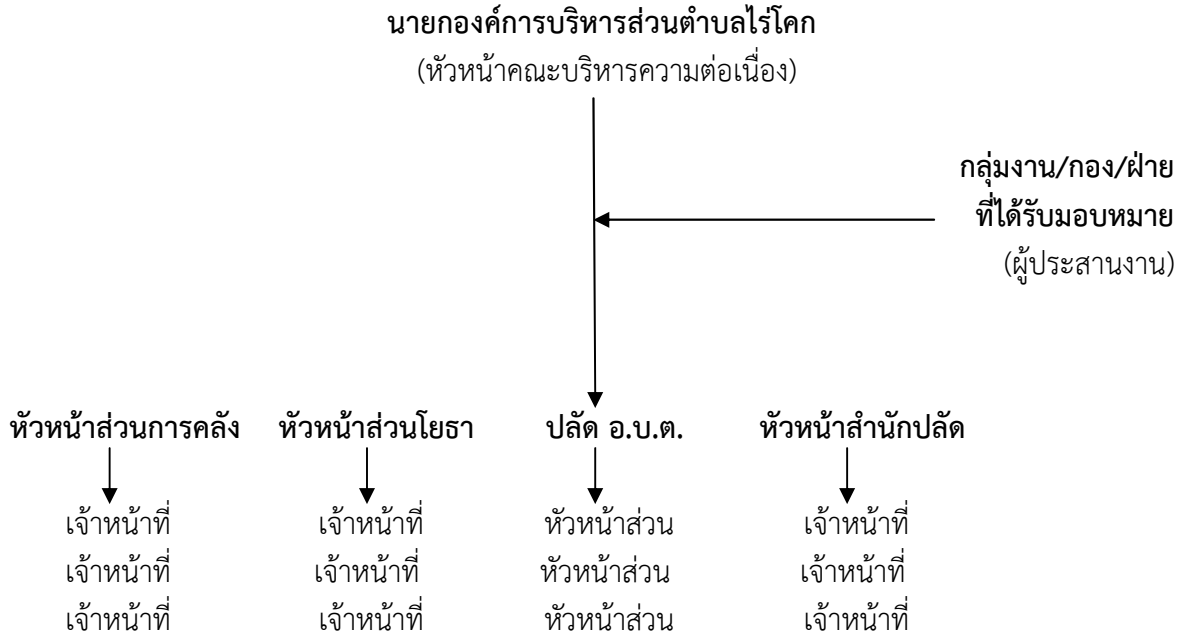 นายกองค์การบริหารส่วนตำบลไร่โคก
(หัวหน้าคณะบริหารความต่อเนื่อง)
กลุ่มงาน/กอง/ฝ่าย
ที่ได้รับมอบหมาย
(ผู้ประสานงาน)
หัวหน้าส่วนการคลัง หัวหน้าส่วนโยธา ปลัด อ.บ.ต. หัวหน้าสำนักปลัด
เจ้าหน้าที่ เจ้าหน้าที่ หัวหน้าส่วน เจ้าหน้าที่
เจ้าหน้าที่ เจ้าหน้าที่ หัวหน้าส่วน เจ้าหน้าที่
เจ้าหน้าที่ เจ้าหน้าที่ หัวหน้าส่วน เจ้าหน้าที่